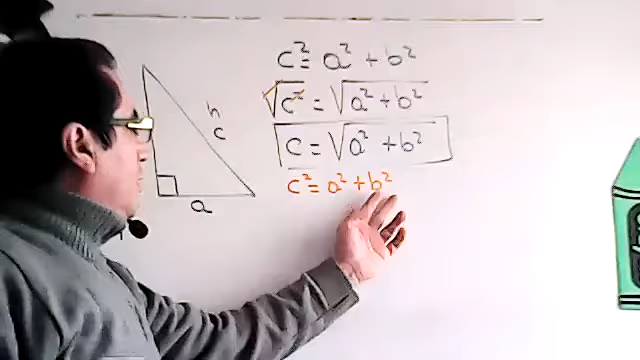 c² = a² + b²
√c² = √a² + b²
c = √a² + b²
c² = a² + b²
h
c
a